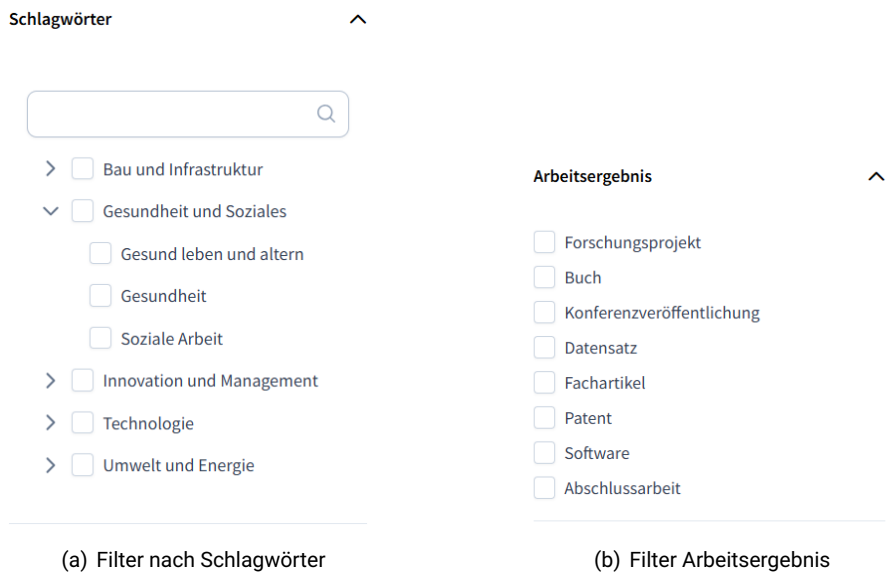 Schlagwörter
Bau und Infrastruktur
Gesundheit und Soziales
Gesund leben und altern
Gesundheit
Soziale Arbeit
Innovation und Management
Technologie
Umwelt und Energie
(a) Filter nach Schlagwörter
Arbeitsergebnis
Forschungsprojekt
Buch
Konferenzveröffentlichung
Datensatz
Fachartikel
Patent
Software
Abschlussarbeit
(b) Filter Arbeitsergebnis